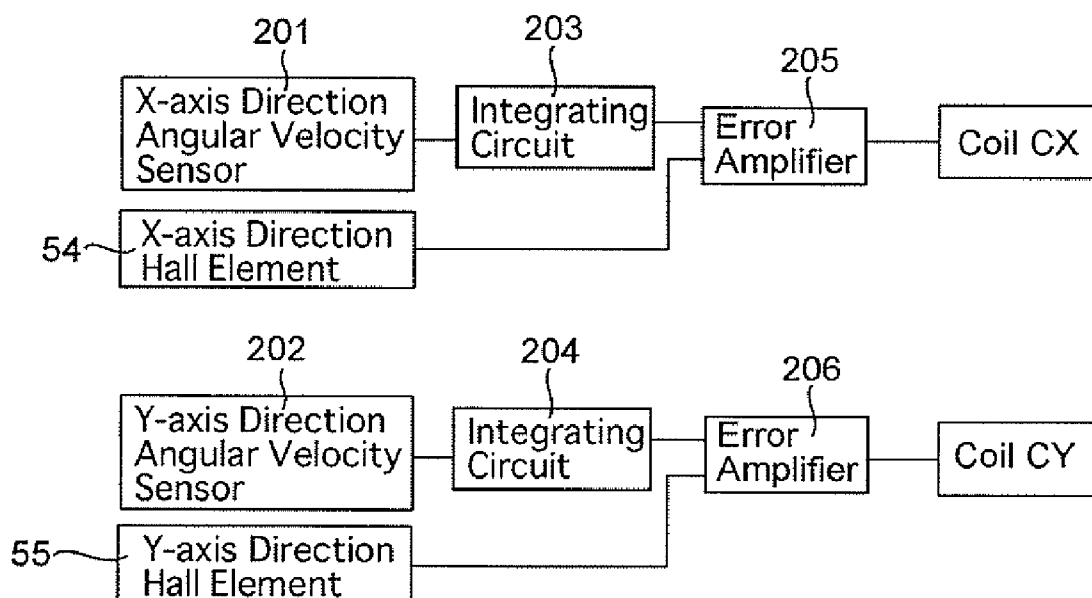 201
203
205
X-axis Direction
Angular Velocity
Sensor
Integrating
Circuit
Error
Amplifier
Coil CX
54
X-axis Direction
Hall Element
202
204
206
Y-axis Direction
Angular Velocity
Sensor
Integrating
Circuit
Error
Amplifier
Coil CY
55
Y-axis Direction
Hall Element